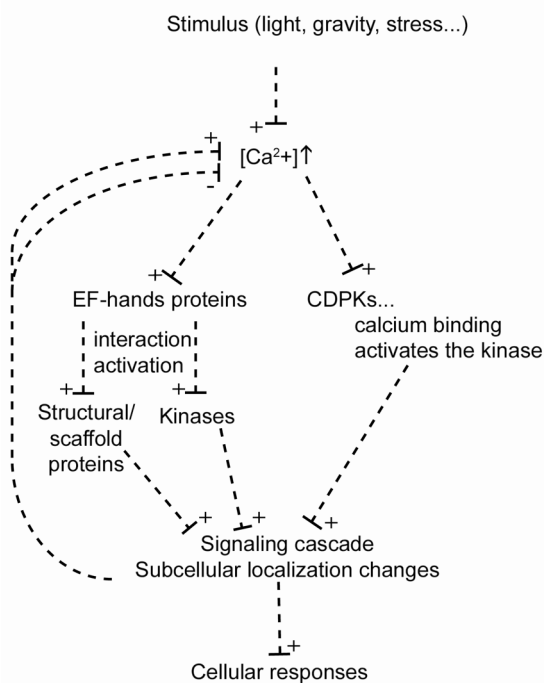 Stimulus (light, gravity, stress...)
+
+
[Ca²+]↑
-
+
+
EF-hands proteins
CDPKs...
calcium binding
activates the kinase
interaction
activation
+
+
Structural/
scaffold
proteins
Kinases
+
+
+
Signaling cascade
Subcellular localization changes
+
Cellular responses